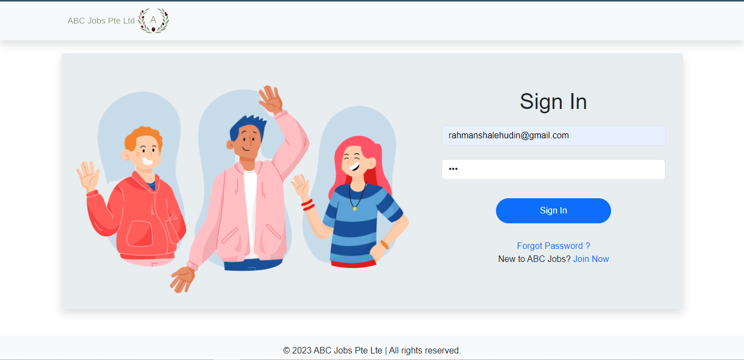 ABC Jobs Pte Ltd A
Sign In
rahmanshalehudin@gmail.com
•••
Sign In
Forgot Password ?
New to ABC Jobs? Join Now
© 2023 ABC Jobs Pte Lte | All rights reserved.